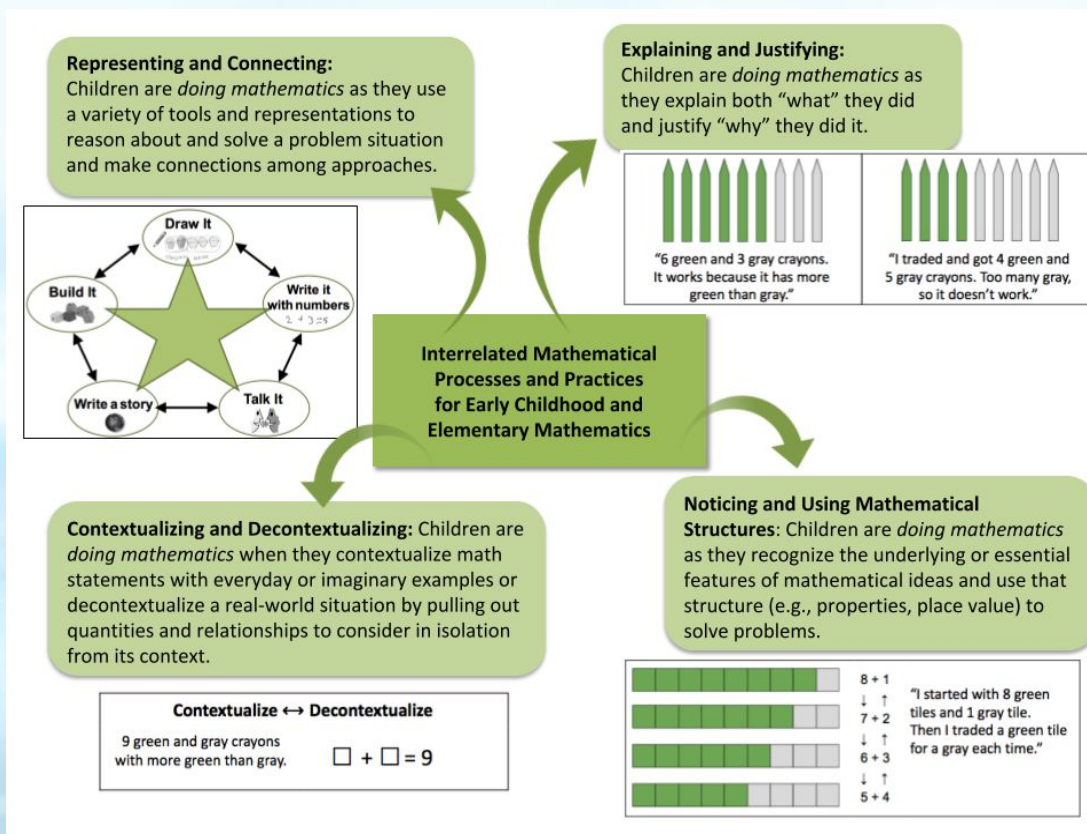 Representing and Connecting:
Children are doing mathematics as they use
a variety of tools and representations to
reason about and solve a problem situation
and make connections among approaches.
Explaining and Justifying:
Children are doing mathematics as
they explain both “what” they did
and justify “why” they did it.
“6 green and 3 gray crayons.
It works because it has more
green than gray.”
“I traded and got 4 green and
5 gray crayons. Too many gray,
so it doesn’t work.”
Draw It
Build It
Write it
with numbers
2 + 3 = 5
Write a story
Talk It
Interrelated Mathematical
Processes and Practices
for Early Childhood and
Elementary Mathematics
Contextualizing and Decontextualizing: Children are
doing mathematics when they contextualize math
statements with everyday or imaginary examples or
decontextualize a real-world situation by pulling out
quantities and relationships to consider in isolation
from its context.
Contextualize ↔ Decontextualize
9 green and gray crayons
with more green than gray.
□ + □ = 9
Noticing and Using Mathematical
Structures: Children are doing mathematics
as they recognize the underlying or essential
features of mathematical ideas and use that
structure (e.g., properties, place value) to
solve problems.
8 + 1
↓ ↑
7 + 2
↓ ↑
6 + 3
↓ ↑
5 + 4
“I started with 8 green
tiles and 1 gray tile.
Then I traded a green tile
for a gray each time.”